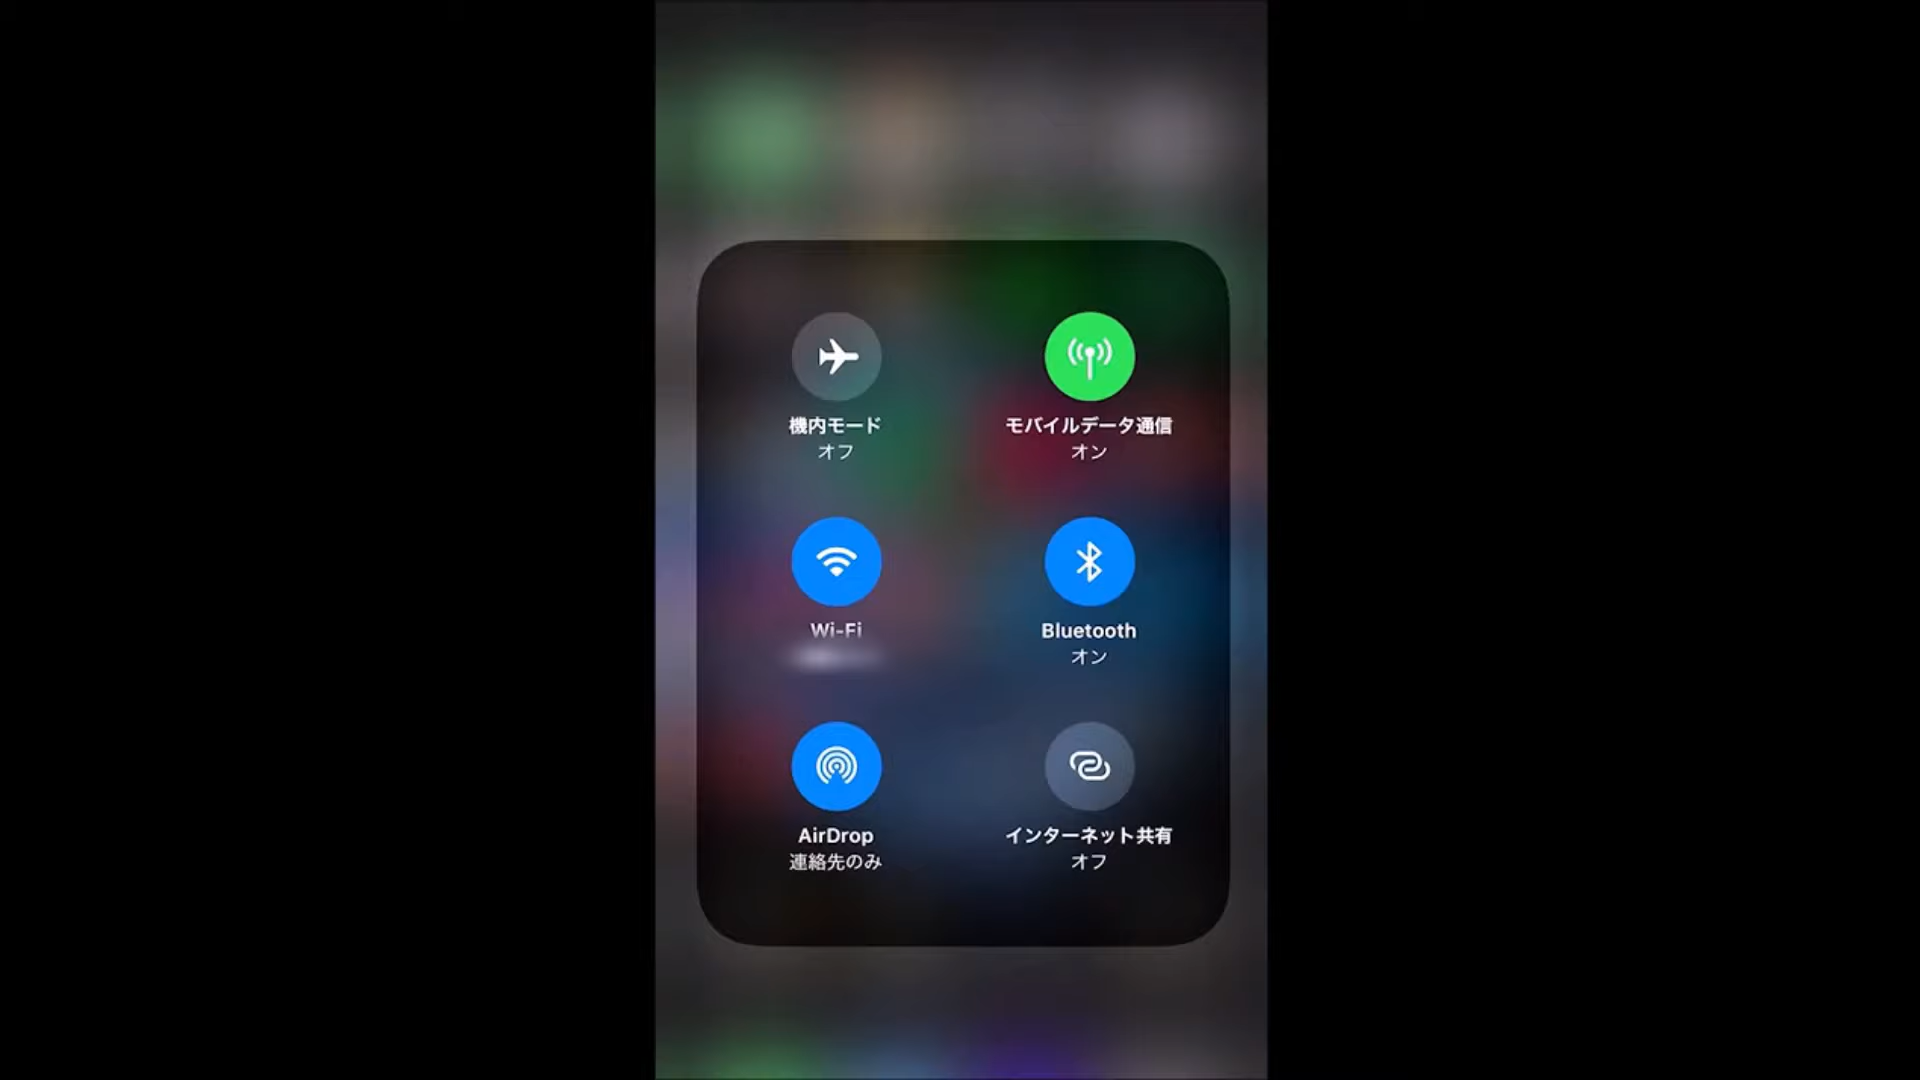 機内モード
オフ
モバイルデータ通信
オン
Wi-Fi
Bluetooth
オン
AirDrop
連絡先のみ
インターネット共有
オフ